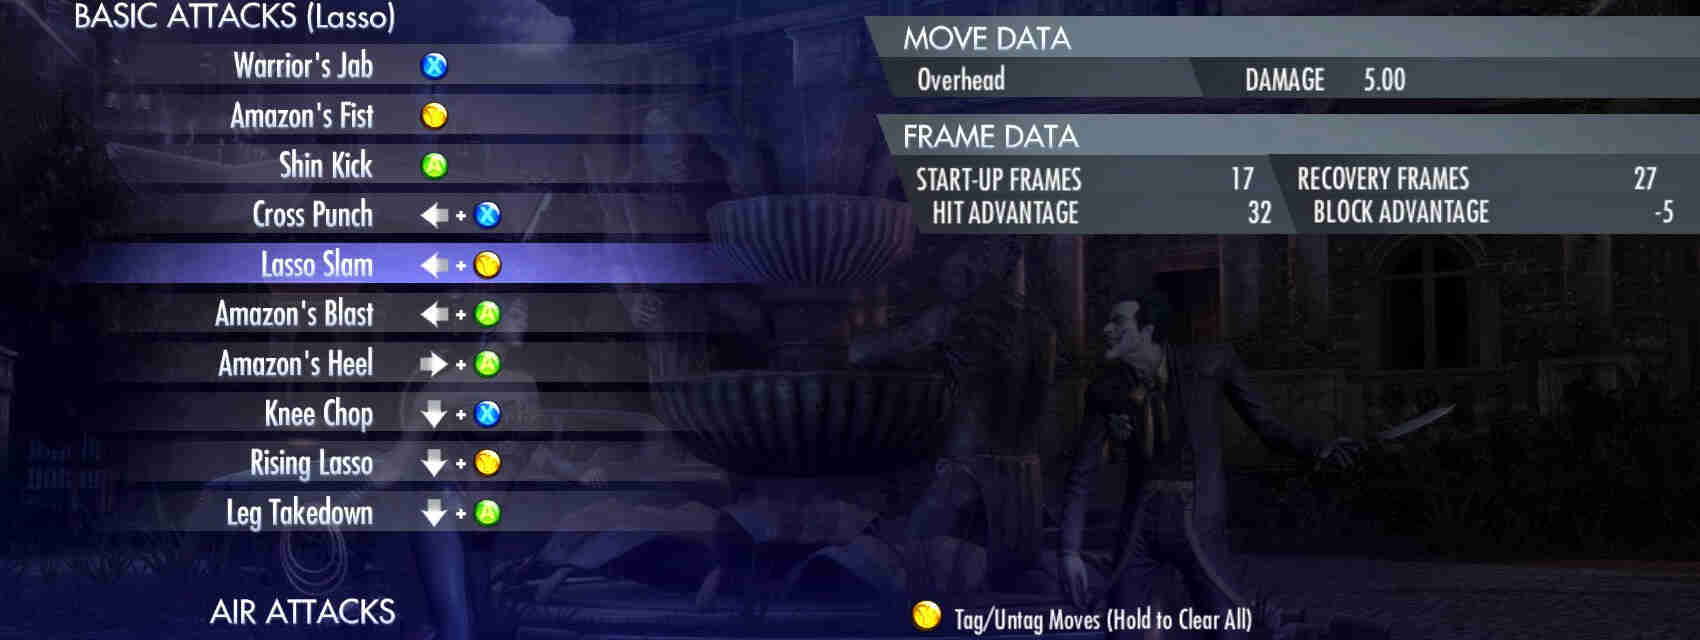 BASIC ATTACKS (Lasso)
Warrior's Jab X
Amazon's Fist Y
Shin Kick A
Cross Punch + X
Lasso Slam + Y
Amazon's Blast + A
Amazon's Heel + A
Knee Chop + X
Rising Lasso + Y
Leg Takedown + A
AIR ATTACKS
MOVE DATA
Overhead DAMAGE 5.00
FRAME DATA
START-UP FRAMES 17 RECOVERY FRAMES 27
HIT ADVANTAGE 32 BLOCK ADVANTAGE -5
Y Tag/Untag Moves (Hold to Clear All)